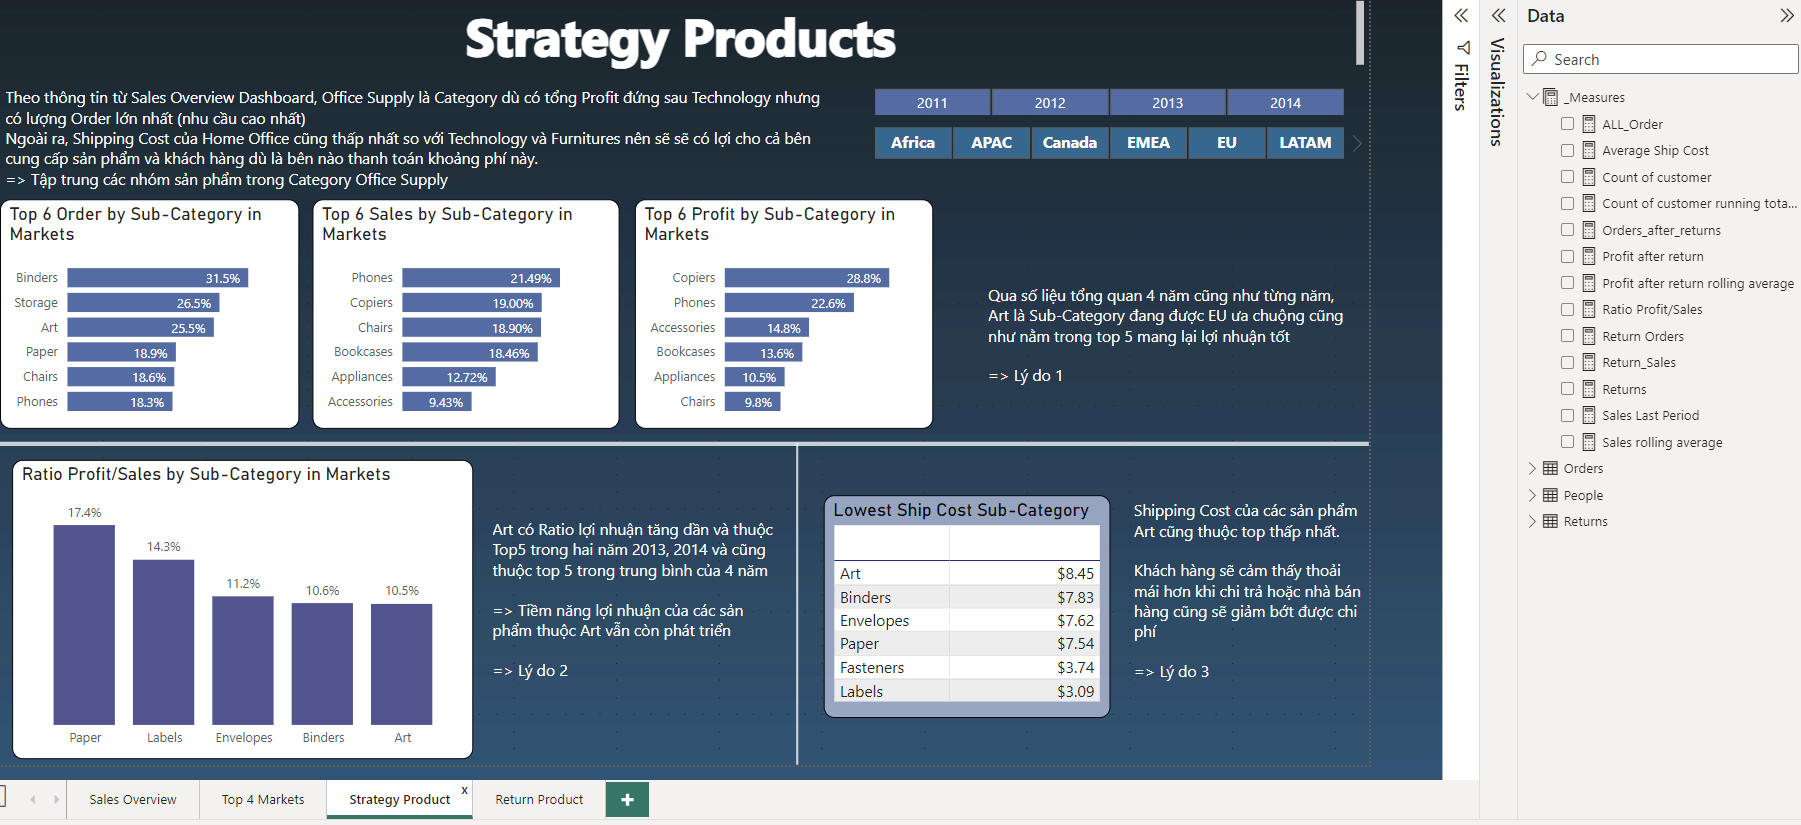 Strategy Products
Theo thông tin từ Sales Overview Dashboard, Office Supply là Category dù có tổng Profit đứng sau Technology nhưng
có lượng Order lớn nhất (nhu cầu cao nhất)
Ngoài ra, Shipping Cost của Home Office cũng thấp nhất so với Technology và Furnitures nên sẽ sẽ có lợi cho cả bên
cung cấp sản phẩm và khách hàng dù là bên nào thanh toán khoảng phí này.
=> Tập trung các nhóm sản phẩm trong Category Office Supply
2011
2012
2013
2014
Africa
APAC
Canada
EMEA
EU
LATAM
Top 6 Order by Sub-Category in
Markets
Binders 31.5%
Storage 26.5%
Art 25.5%
Paper 18.9%
Chairs 18.6%
Phones 18.3%
Top 6 Sales by Sub-Category in
Markets
Phones 21.49%
Copiers 19.00%
Chairs 18.90%
Bookcases 18.46%
Appliances 12.72%
Accessories 9.43%
Top 6 Profit by Sub-Category in
Markets
Copiers 28.8%
Phones 22.6%
Accessories 14.8%
Bookcases 13.6%
Appliances 10.5%
Chairs 9.8%
Qua số liệu tổng quan 4 năm cũng như từng năm,
Art là Sub-Category đang được EU ưa chuộng cũng
như nằm trong top 5 mang lại lợi nhuận tốt
=> Lý do 1
Ratio Profit/Sales by Sub-Category in Markets
17.4%
14.3%
11.2%
10.6%
10.5%
Paper
Labels
Envelopes
Binders
Art
Art có Ratio lợi nhuận tăng dần và thuộc
Top5 trong hai năm 2013, 2014 và cũng
thuộc top 5 trong trung bình của 4 năm
=> Tiềm năng lợi nhuận của các sản
phẩm thuộc Art vẫn còn phát triển
=> Lý do 2
Lowest Ship Cost Sub-Category
Art $8.45
Binders $7.83
Envelopes $7.62
Paper $7.54
Fasteners $3.74
Labels $3.09
Shipping Cost của các sản phẩm
Art cũng thuộc top thấp nhất.
Khách hàng sẽ cảm thấy thoải
mái hơn khi chi trả hoặc nhà bán
hàng cũng sẽ giảm bớt được chi
phí
=> Lý do 3
Sales Overview
Top 4 Markets
Strategy Product x
Return Product
+
Filters
Visualizations
Data
Search
_Measures
ALL_Order
Average Ship Cost
Count of customer
Count of customer running tota...
Orders_after_returns
Profit after return
Profit after return rolling average
Ratio Profit/Sales
Return Orders
Return_Sales
Returns
Sales Last Period
Sales rolling average
Orders
People
Returns